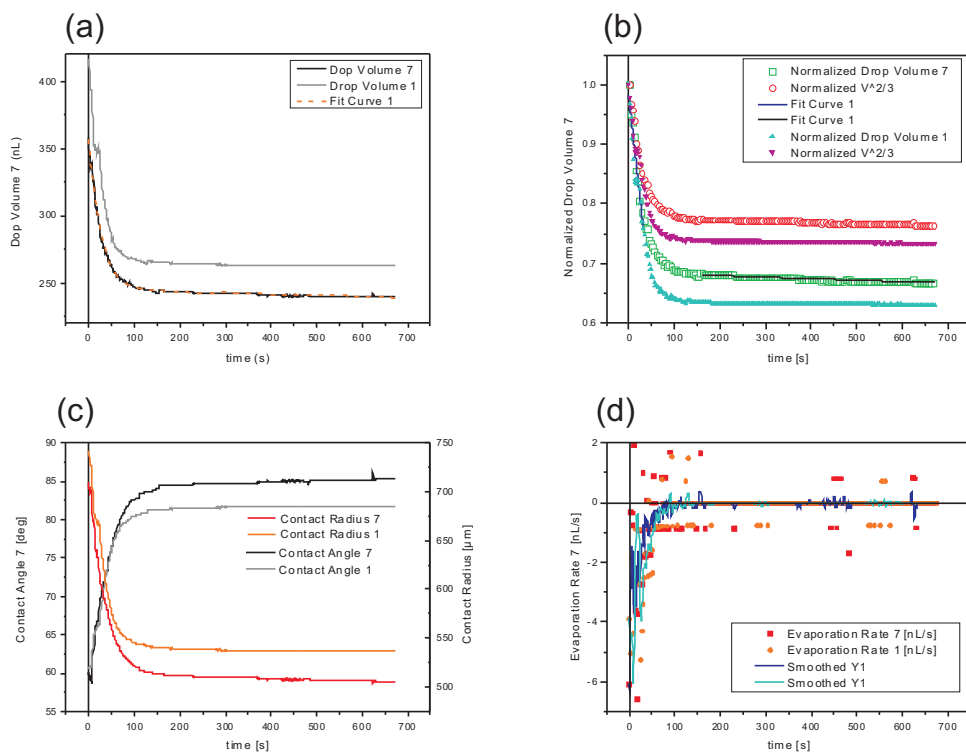 (a)
Dop Volume 7
Drop Volume 1
Fit Curve 1
400
350
300
250
Dop Volume 7 (nL)
0 100 200 300 400 500 600 700
time (s)
(b)
Normalized Drop Volume 7
Normalized V^2/3
Fit Curve 1
Fit Curve 1
Normalized Drop Volume 1
Normalized V^2/3
1.0
0.9
0.8
0.7
0.6
Normalized Drop Volume 7
0 100 200 300 400 500 600 700
time [s]
(c)
90
85
80
75
70
65
60
55
Contact Angle 7 [deg]
Contact Radius 7
Contact Radius 1
Contact Angle 7
Contact Angle 1
750
700
650
600
550
500
Contact Radius [µm]
0 100 200 300 400 500 600 700
time [s]
(d)
2
0
-2
-4
-6
Evaporation Rate 7 [nL/s]
Evaporation Rate 7 [nL/s]
Evaporation Rate 1 [nL/s]
Smoothed Y1
Smoothed Y1
0 100 200 300 400 500 600 700
time [s]